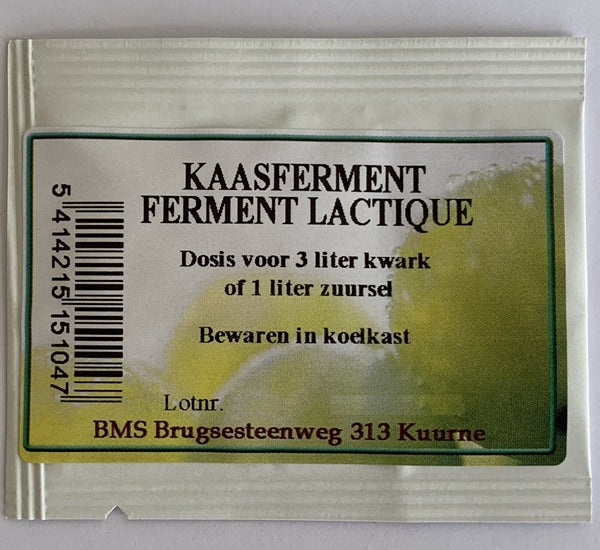 KAASFERMENT
FERMENT LACTIQUE
Dosis voor 3 liter kwark
of 1 liter zuursel
Bewaren in koelkast
Lotnr.
BMS Brugsesteenweg 313 Kuurne
5 414215 151047